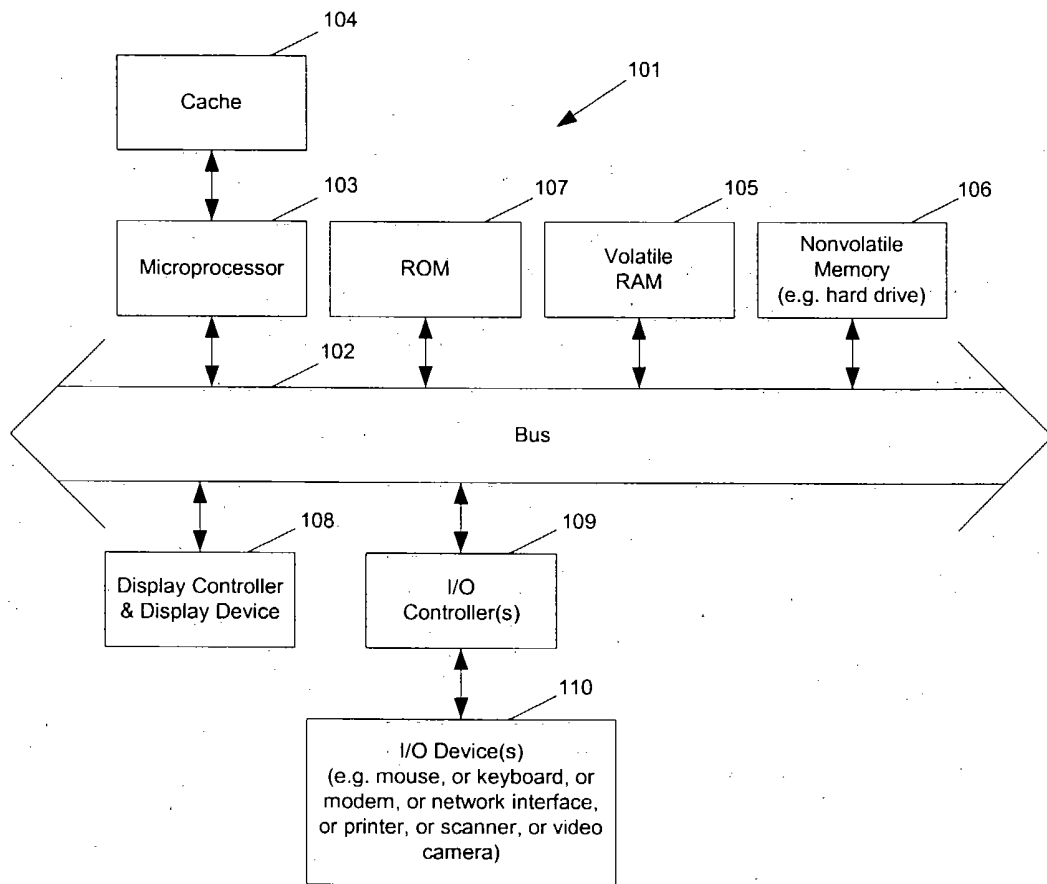 104
Cache
101
103
107
105
106
Microprocessor
ROM
Volatile
RAM
Nonvolatile
Memory
(e.g. hard drive)
102
Bus
108
109
Display Controller
& Display Device
I/O
Controller(s)
110
I/O Device(s)
(e.g. mouse, or keyboard, or
modem, or network interface,
or printer, or scanner, or video
camera)